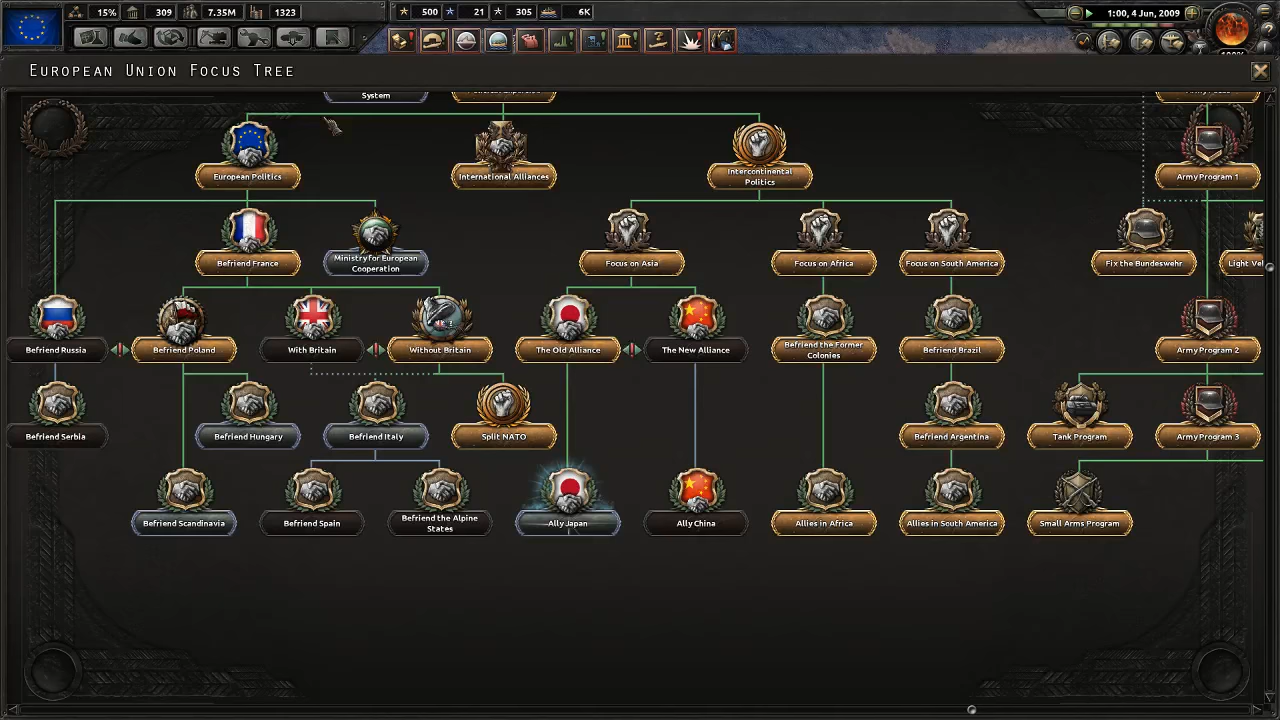 15%
309
7.35M
1323
500
21
305
6K
1:00, 4 Jun, 2009
European Union Focus Tree
System
European Politics
International Alliances
Intercontinental
Politics
Army Program 1
Befriend France
Ministry for European
Cooperation
Focus on Asia
Focus on Africa
Focus on South America
Fix the Bundeswehr
Befriend Russia
Befriend Poland
With Britain
Without Britain
The Old Alliance
The New Alliance
Befriend the Former
Colonies
Befriend Brazil
Army Program 2
Befriend Serbia
Befriend Hungary
Befriend Italy
Split NATO
Befriend Argentina
Tank Program
Army Program 3
Befriend Scandinavia
Befriend Spain
Befriend the Alpine
States
Ally Japan
Ally China
Allies in Africa
Allies in South America
Small Arms Program